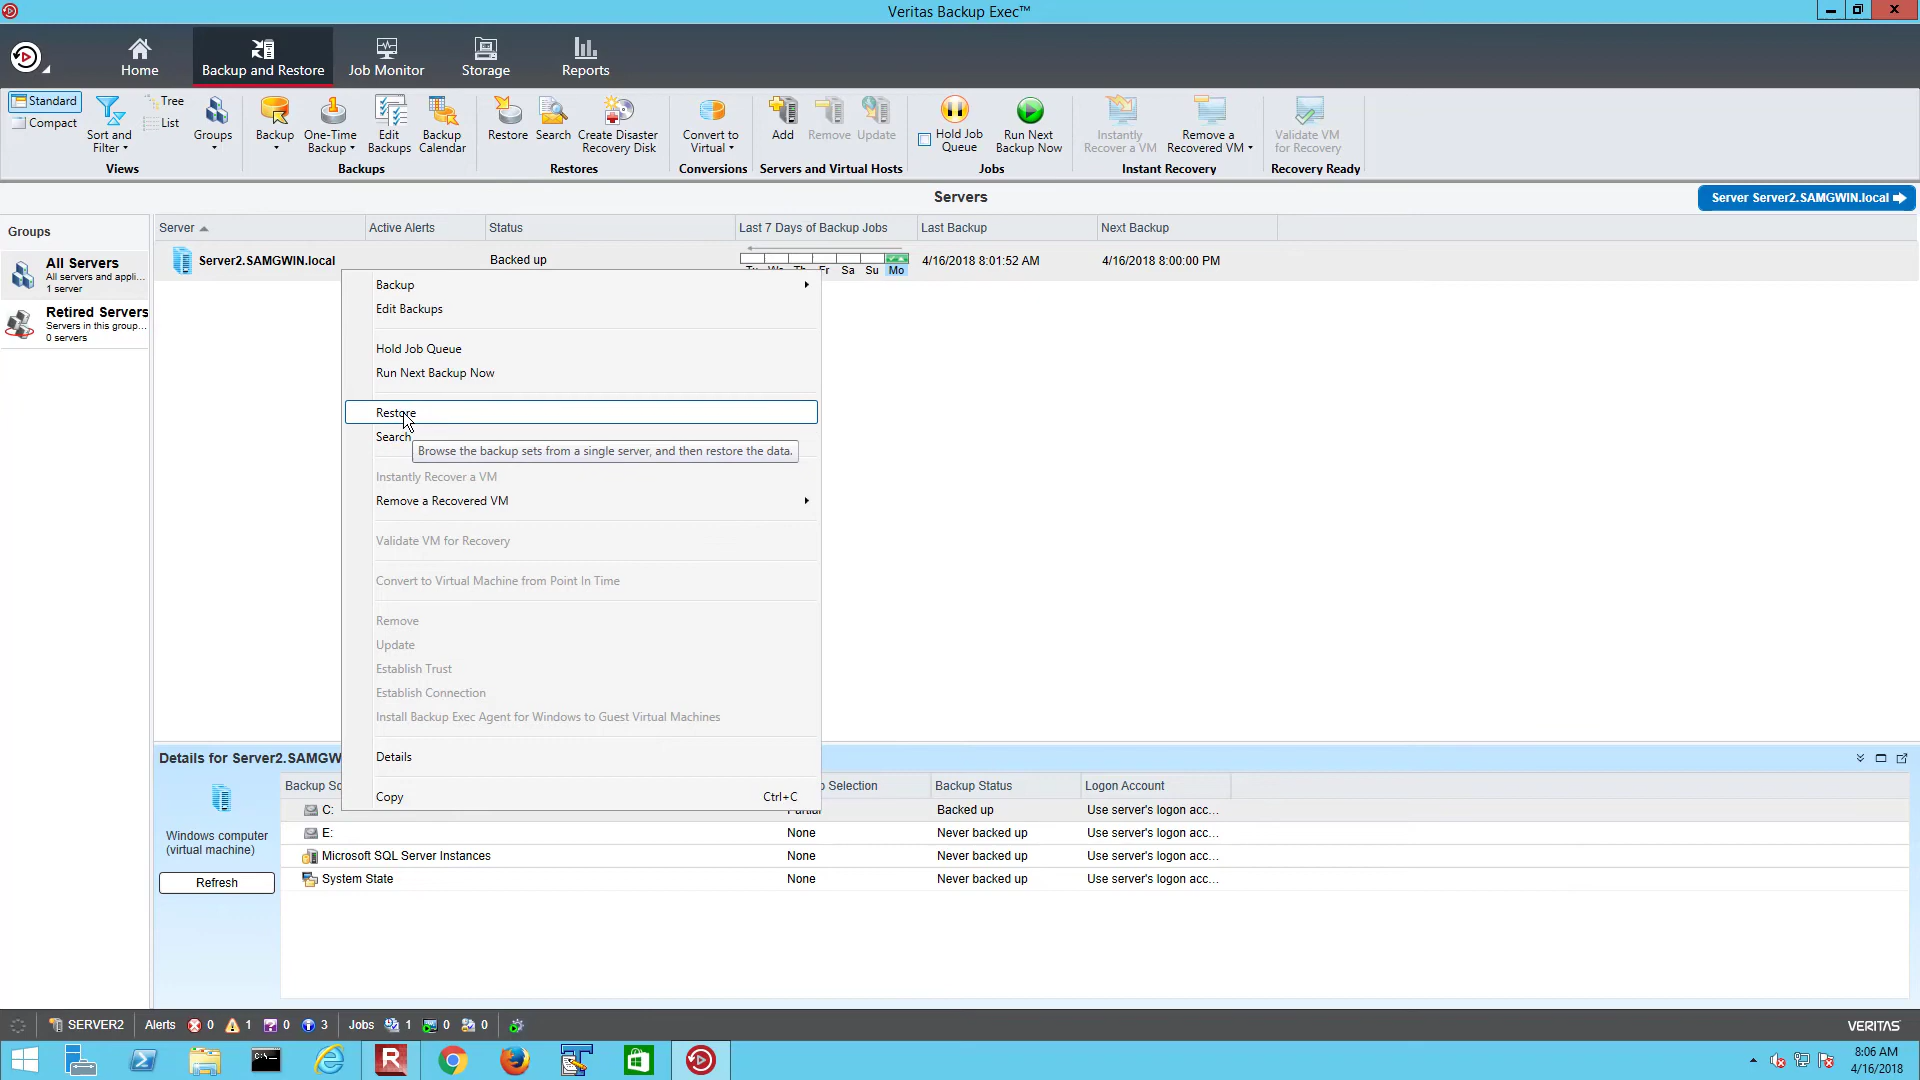 Veritas Backup Exec™
Home
Backup and Restore
Job Monitor
Storage
Reports
Standard
Compact
Sort and
Filter
Tree
List
Groups
Views
Backup
One-Time
Backup
Edit
Backups
Backup
Calendar
Backups
Restore
Search
Create Disaster
Recovery Disk
Restores
Convert to
Virtual
Conversions
Add
Remove
Update
Servers and Virtual Hosts
Hold Job
Queue
Run Next
Backup Now
Jobs
Instantly
Recover a VM
Remove a
Recovered VM
Instant Recovery
Validate VM
for Recovery
Recovery Ready
Servers
Server Server2.SAMGWIN.local
Groups
All Servers
All servers and appli...
1 server
Retired Servers
Servers in this group...
0 servers
Server
Active Alerts
Status
Last 7 Days of Backup Jobs
Last Backup
Next Backup
Server2.SAMGWIN.local
Backed up
Tu We Th Fr Sa Su Mo
4/16/2018 8:01:52 AM
4/16/2018 8:00:00 PM
Backup
Edit Backups
Hold Job Queue
Run Next Backup Now
Restore
Search
Browse the backup sets from a single server, and then restore the data.
Instantly Recover a VM
Remove a Recovered VM
Validate VM for Recovery
Convert to Virtual Machine from Point In Time
Remove
Update
Establish Trust
Establish Connection
Install Backup Exec Agent for Windows to Guest Virtual Machines
Details
Copy Ctrl+C
Details for Server2.SAMGW
Windows computer
(virtual machine)
Refresh
Backup So
Selection
Backup Status
Logon Account
C: Partial Backed up Use server's logon acc...
E: None Never backed up Use server's logon acc...
Microsoft SQL Server Instances None Never backed up Use server's logon acc...
System State None Never backed up Use server's logon acc...
SERVER2 Alerts 0 1 0 3 Jobs 1 0 0
VERITAS
8:06 AM
4/16/2018